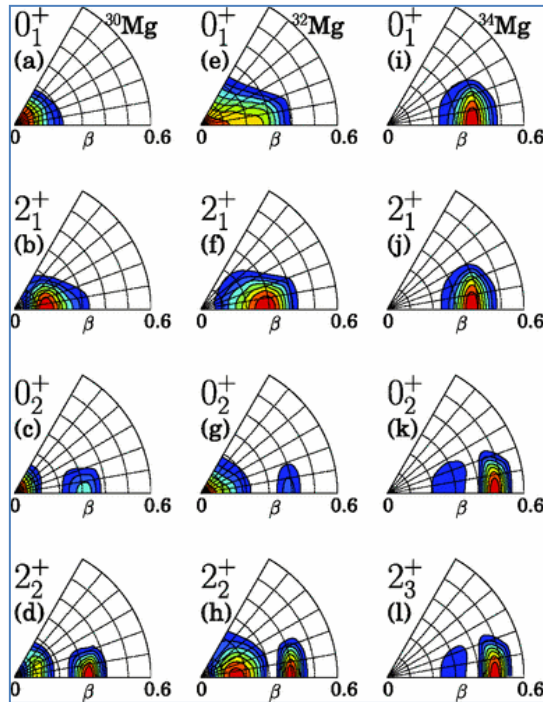 0₁⁺ ³⁰Mg 0₁⁺ ³²Mg 0₁⁺ ³⁴Mg
(a) (e) (i)
0 β 0.6 0 β 0.6 0 β 0.6
2₁⁺ 2₁⁺ 2₁⁺
(b) (f) (j)
0 β 0.6 0 β 0.6 0 β 0.6
0₂⁺ 0₂⁺ 0₂⁺
(c) (g) (k)
0 β 0.6 0 β 0.6 0 β 0.6
2₂⁺ 2₂⁺ 2₃⁺
(d) (h) (l)
0 β 0.6 0 β 0.6 0 β 0.6